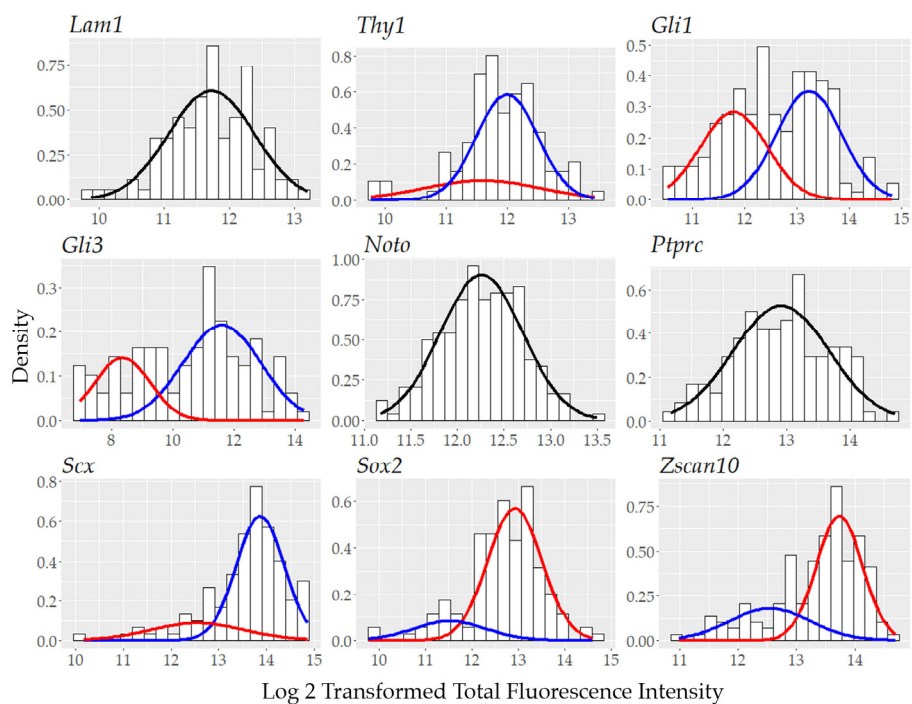 Lam1 Thy1 Gli1
0.75
0.50
0.25
0.00
10 11 12 13
0.8
0.6
0.4
0.2
0.0
10 11 12 13
0.5
0.4
0.3
0.2
0.1
0.0
11 12 13 14 15
Gli3 Noto Ptprc
0.3
0.2
0.1
0.0
8 10 12 14
1.00
0.75
0.50
0.25
0.00
11.0 11.5 12.0 12.5 13.0 13.5
0.6
0.4
0.2
0.0
11 12 13 14
Density
Scx Sox2 Zscan10
0.8
0.6
0.4
0.2
0.0
10 11 12 13 14 15
0.6
0.4
0.2
0.0
10 11 12 13 14 15
0.75
0.50
0.25
0.00
11 12 13 14
Log 2 Transformed Total Fluorescence Intensity